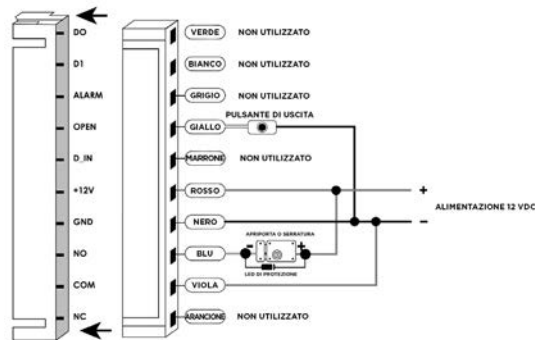 DO
VERDE NON UTILIZZATO
D1
BIANCO NON UTILIZZATO
ALARM
GRIGIO NON UTILIZZATO
PULSANTE DI USCITA
OPEN
GIALLO
D_IN
MARRONE NON UTILIZZATO
+12V
ROSSO
+
ALIMENTAZIONE 12 VDC
GND
NERO
−
APRIPORTA O SERRATURA
NO
BLU
− +
LED DI PROTEZIONE
COM
VIOLA
NC
ARANCIONE NON UTILIZZATO